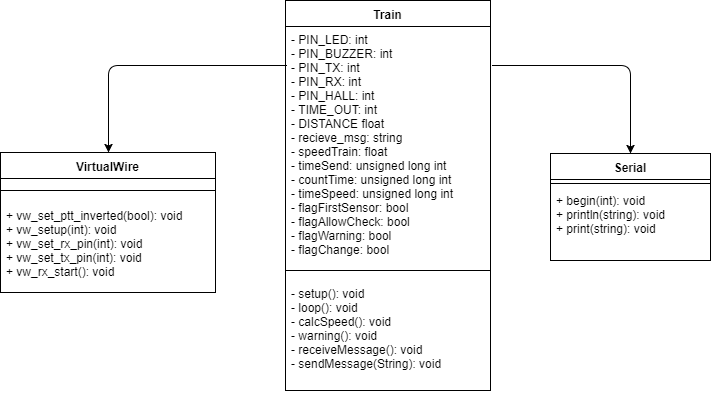 Train
- PIN_LED: int
- PIN_BUZZER: int
- PIN_TX: int
- PIN_RX: int
- PIN_HALL: int
- TIME_OUT: int
- DISTANCE float
- recieve_msg: string
- speedTrain: float
- timeSend: unsigned long int
- countTime: unsigned long int
- timeSpeed: unsigned long int
- flagFirstSensor: bool
- flagAllowCheck: bool
- flagWarning: bool
- flagChange: bool
- setup(): void
- loop(): void
- calcSpeed(): void
- warning(): void
- receiveMessage(): void
- sendMessage(String): void
VirtualWire
+ vw_set_ptt_inverted(bool): void
+ vw_setup(int): void
+ vw_set_rx_pin(int): void
+ vw_set_tx_pin(int): void
+ vw_rx_start(): void
Serial
+ begin(int): void
+ println(string): void
+ print(string): void